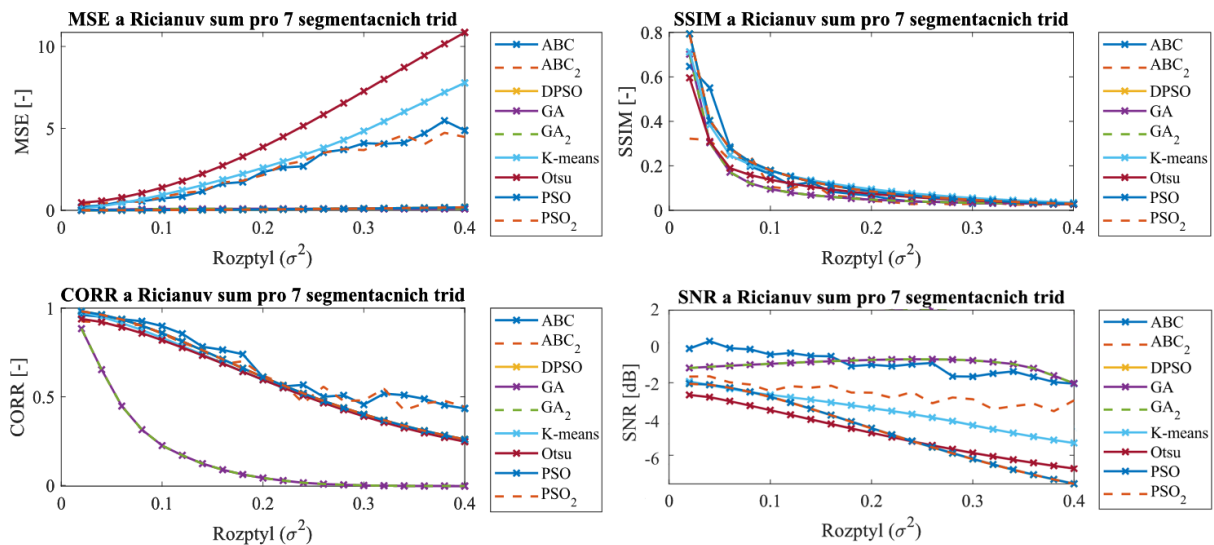 MSE a Ricianuv sum pro 7 segmentacnich trid
10
5
0
MSE [-]
0
0.1
0.2
0.3
0.4
Rozptyl (σ²)
ABC
ABC₂
DPSO
GA
GA₂
K-means
Otsu
PSO
PSO₂
SSIM a Ricianuv sum pro 7 segmentacnich trid
0.8
0.6
0.4
0.2
0
SSIM [-]
0
0.1
0.2
0.3
0.4
Rozptyl (σ²)
ABC
ABC₂
DPSO
GA
GA₂
K-means
Otsu
PSO
PSO₂
CORR a Ricianuv sum pro 7 segmentacnich trid
1
0.5
0
CORR [-]
0
0.1
0.2
0.3
0.4
Rozptyl (σ²)
ABC
ABC₂
DPSO
GA
GA₂
K-means
Otsu
PSO
PSO₂
SNR a Ricianuv sum pro 7 segmentacnich trid
2
0
-2
-4
-6
SNR [dB]
0
0.1
0.2
0.3
0.4
Rozptyl (σ²)
ABC
ABC₂
DPSO
GA
GA₂
K-means
Otsu
PSO
PSO₂